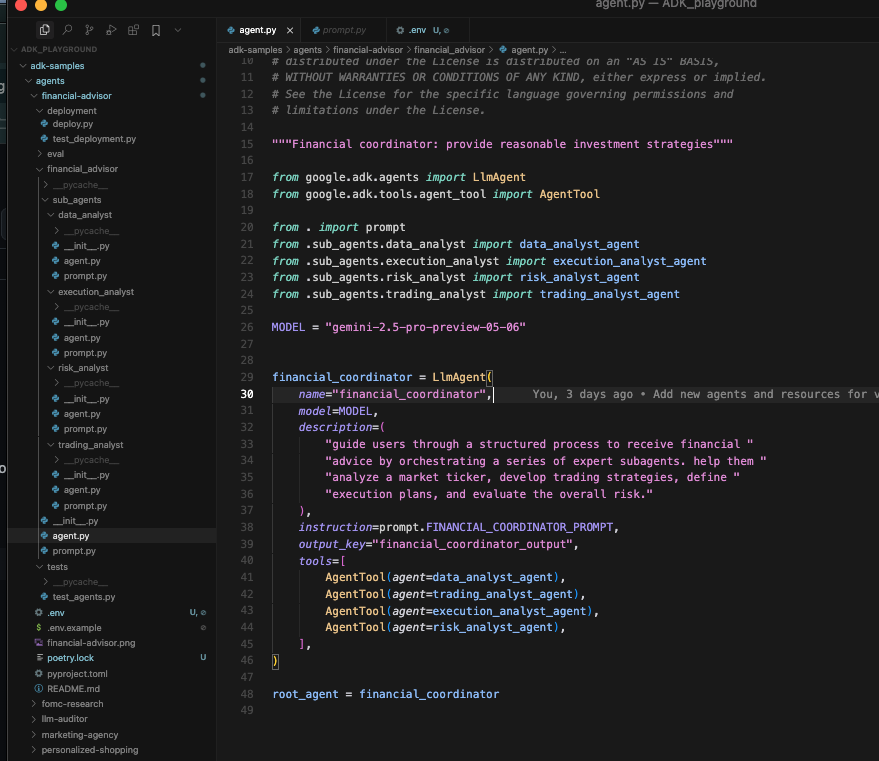 agent.py — ADK_playground
ADK_PLAYGROUND
adk-samples
agents
financial-advisor
deployment
deploy.py
test_deployment.py
eval
financial_advisor
__pycache__
sub_agents
data_analyst
__pycache__
__init__.py
agent.py
prompt.py
execution_analyst
__pycache__
__init__.py
agent.py
prompt.py
risk_analyst
__pycache__
__init__.py
agent.py
prompt.py
trading_analyst
__pycache__
__init__.py
agent.py
prompt.py
__init__.py
agent.py
prompt.py
tests
__pycache__
test_agents.py
.env U,
$ .env.example
financial-advisor.png
poetry.lock U
pyproject.toml
README.md
fomc-research
llm-auditor
marketing-agency
personalized-shopping
agent.py × prompt.py .env U,
adk-samples > agents > financial-advisor > financial_advisor > agent.py > ...
10 # distributed under the License is distributed on an "AS IS" BASIS,
11 # WITHOUT WARRANTIES OR CONDITIONS OF ANY KIND, either express or implied.
12 # See the License for the specific language governing permissions and
13 # limitations under the License.
14
15 """Financial coordinator: provide reasonable investment strategies"""
16
17 from google.adk.agents import LlmAgent
18 from google.adk.tools.agent_tool import AgentTool
19
20 from . import prompt
21 from .sub_agents.data_analyst import data_analyst_agent
22 from .sub_agents.execution_analyst import execution_analyst_agent
23 from .sub_agents.risk_analyst import risk_analyst_agent
24 from .sub_agents.trading_analyst import trading_analyst_agent
25
26 MODEL = "gemini-2.5-pro-preview-05-06"
27
28
29 financial_coordinator = LlmAgent(
30 name="financial_coordinator", You, 3 days ago • Add new agents and resources for
31 model=MODEL,
32 description=(
33 "guide users through a structured process to receive financial "
34 "advice by orchestrating a series of expert subagents. help them "
35 "analyze a market ticker, develop trading strategies, define "
36 "execution plans, and evaluate the overall risk."
37 ),
38 instruction=prompt.FINANCIAL_COORDINATOR_PROMPT,
39 output_key="financial_coordinator_output",
40 tools=[
41 AgentTool(agent=data_analyst_agent),
42 AgentTool(agent=trading_analyst_agent),
43 AgentTool(agent=execution_analyst_agent),
44 AgentTool(agent=risk_analyst_agent),
45 ],
46 )
47
48 root_agent = financial_coordinator
49